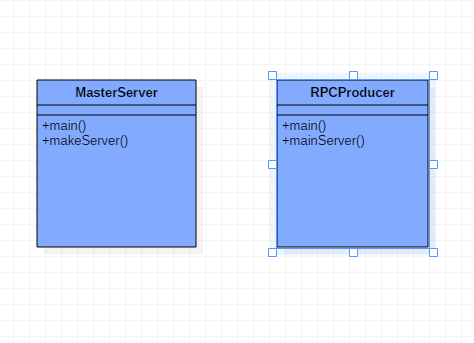 MasterServer
+main()
+makeServer()
RPCProducer
+main()
+mainServer()